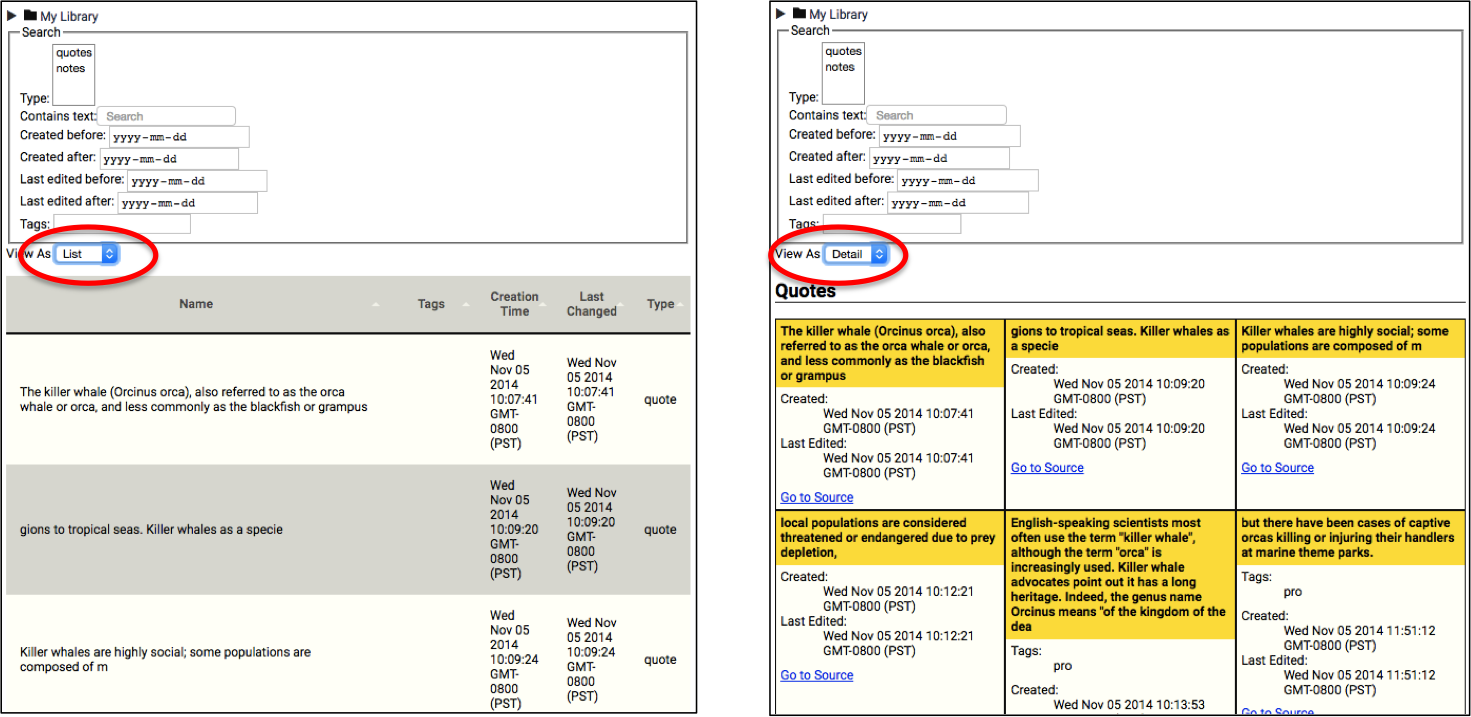 My Library
Search
quotes
notes
Type:
Contains text: Search
Created before: yyyy-mm-dd
Created after: yyyy-mm-dd
Last edited before: yyyy-mm-dd
Last edited after: yyyy-mm-dd
Tags:
View As List
Name Tags Creation Time Last Changed Type
The killer whale (Orcinus orca), also referred to as the orca
whale or orca, and less commonly as the blackfish or grampus
Wed
Nov 05
2014
10:07:41
GMT-
0800
(PST)
Wed Nov
05 2014
10:07:41
GMT-
0800
(PST)
quote
gions to tropical seas. Killer whales as a specie
Wed
Nov 05
2014
10:09:20
GMT-
0800
(PST)
Wed Nov
05 2014
10:09:20
GMT-
0800
(PST)
quote
Killer whales are highly social; some populations are
composed of m
Wed
Nov 05
2014
10:09:24
GMT-
0800
(PST)
Wed Nov
05 2014
10:09:24
GMT-
0800
(PST)
quote
My Library
Search
quotes
notes
Type:
Contains text: Search
Created before: yyyy-mm-dd
Created after: yyyy-mm-dd
Last edited before: yyyy-mm-dd
Last edited after: yyyy-mm-dd
Tags:
View As Detail
Quotes
The killer whale (Orcinus orca), also
referred to as the orca whale or orca,
and less commonly as the blackfish
or grampus
Created:
Wed Nov 05 2014 10:07:41
GMT-0800 (PST)
Last Edited:
Wed Nov 05 2014 10:07:41
GMT-0800 (PST)
Go to Source
gions to tropical seas. Killer whales as
a specie
Created:
Wed Nov 05 2014 10:09:20
GMT-0800 (PST)
Last Edited:
Wed Nov 05 2014 10:09:20
GMT-0800 (PST)
Go to Source
Killer whales are highly social; some
populations are composed of m
Created:
Wed Nov 05 2014 10:09:24
GMT-0800 (PST)
Last Edited:
Wed Nov 05 2014 10:09:24
GMT-0800 (PST)
Go to Source
local populations are considered
threatened or endangered due to prey
depletion,
Created:
Wed Nov 05 2014 10:12:21
GMT-0800 (PST)
Last Edited:
Wed Nov 05 2014 10:12:21
GMT-0800 (PST)
Go to Source
English-speaking scientists most
often use the term "killer whale",
although the term "orca" is
increasingly used. Killer whale
advocates point out it has a long
heritage. Indeed, the genus name
Orcinus means "of the kingdom of the
dea
Tags:
pro
Created:
Wed Nov 05 2014 10:13:53
but there have been cases of captive
orcas killing or injuring their handlers
at marine theme parks.
Tags:
pro
Created:
Wed Nov 05 2014 11:51:12
GMT-0800 (PST)
Last Edited:
Wed Nov 05 2014 11:51:12
GMT-0800 (PST)
Go to Source